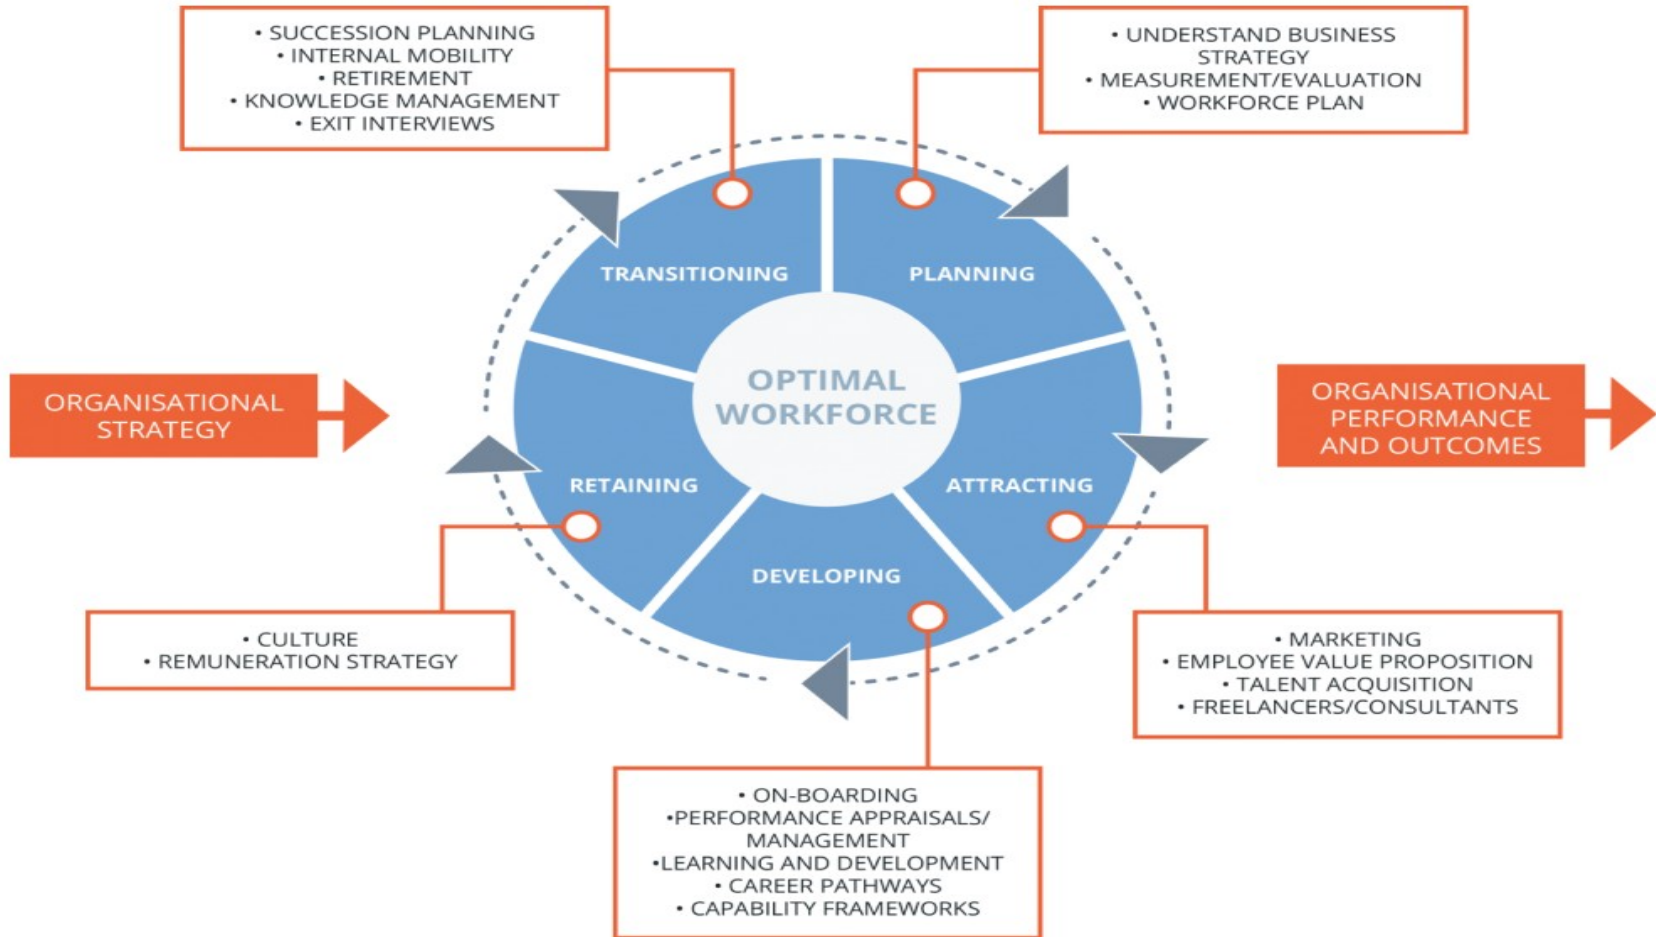 • SUCCESSION PLANNING
• INTERNAL MOBILITY
• RETIREMENT
• KNOWLEDGE MANAGEMENT
• EXIT INTERVIEWS
• UNDERSTAND BUSINESS
STRATEGY
• MEASUREMENT/EVALUATION
• WORKFORCE PLAN
TRANSITIONING
PLANNING
OPTIMAL
WORKFORCE
ORGANISATIONAL
STRATEGY
ORGANISATIONAL
PERFORMANCE
AND OUTCOMES
RETAINING
ATTRACTING
DEVELOPING
• CULTURE
• REMUNERATION STRATEGY
• MARKETING
• EMPLOYEE VALUE PROPOSITION
• TALENT ACQUISITION
• FREELANCERS/CONSULTANTS
• ON-BOARDING
•PERFORMANCE APPRAISALS/
MANAGEMENT
•LEARNING AND DEVELOPMENT
• CAREER PATHWAYS
• CAPABILITY FRAMEWORKS